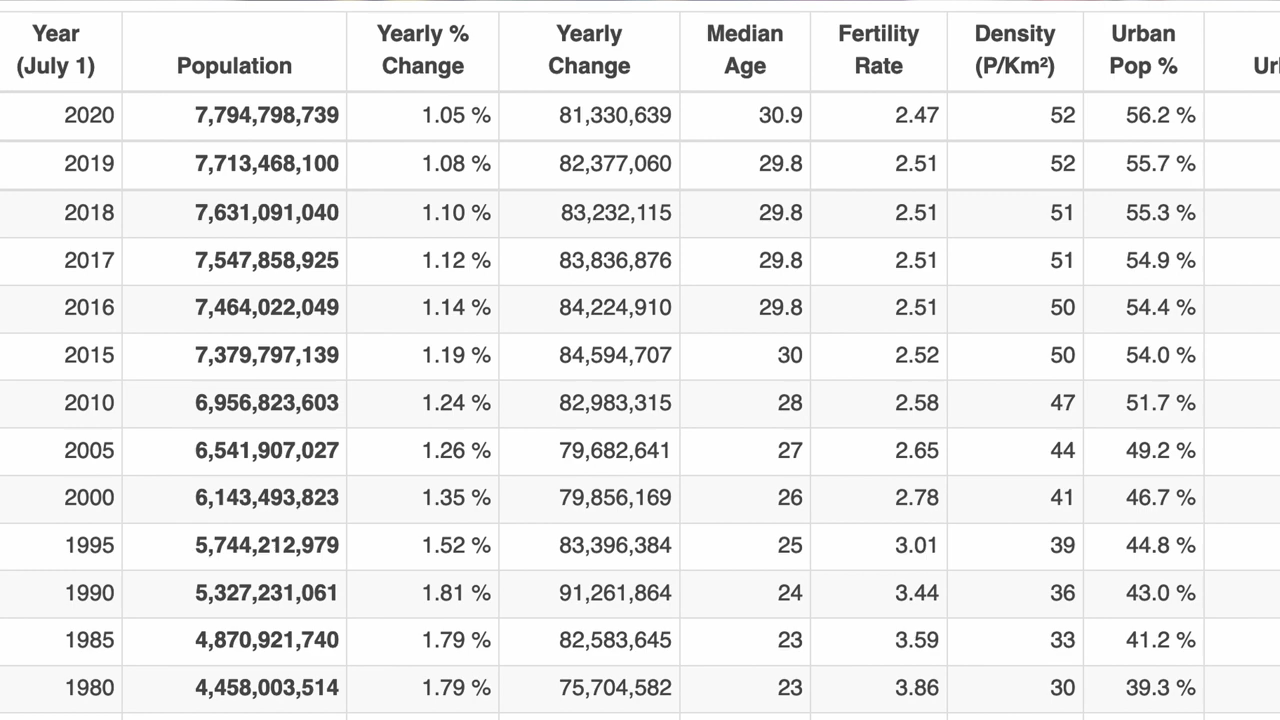 Year (July 1) Population Yearly % Change Yearly Change Median Age Fertility Rate Density (P/Km²) Urban Pop %
2020 7,794,798,739 1.05 % 81,330,639 30.9 2.47 52 56.2 %
2019 7,713,468,100 1.08 % 82,377,060 29.8 2.51 52 55.7 %
2018 7,631,091,040 1.10 % 83,232,115 29.8 2.51 51 55.3 %
2017 7,547,858,925 1.12 % 83,836,876 29.8 2.51 51 54.9 %
2016 7,464,022,049 1.14 % 84,224,910 29.8 2.51 50 54.4 %
2015 7,379,797,139 1.19 % 84,594,707 30 2.52 50 54.0 %
2010 6,956,823,603 1.24 % 82,983,315 28 2.58 47 51.7 %
2005 6,541,907,027 1.26 % 79,682,641 27 2.65 44 49.2 %
2000 6,143,493,823 1.35 % 79,856,169 26 2.78 41 46.7 %
1995 5,744,212,979 1.52 % 83,396,384 25 3.01 39 44.8 %
1990 5,327,231,061 1.81 % 91,261,864 24 3.44 36 43.0 %
1985 4,870,921,740 1.79 % 82,583,645 23 3.59 33 41.2 %
1980 4,458,003,514 1.79 % 75,704,582 23 3.86 30 39.3 %